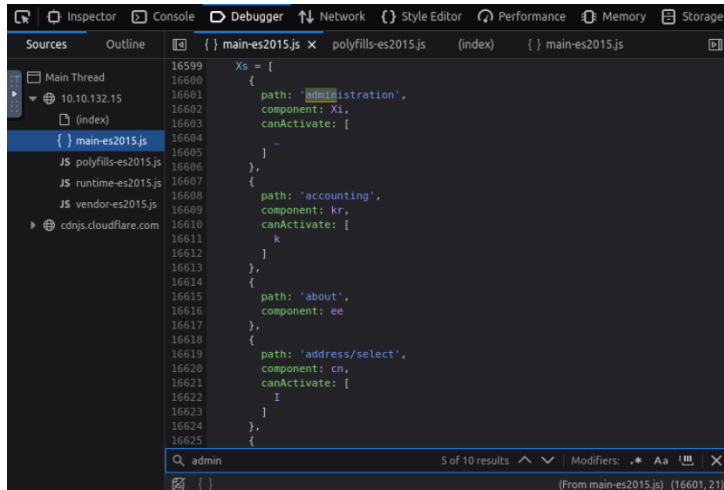 Inspector Console Debugger Network {} Style Editor Performance Memory Storage
Sources Outline { } main-es2015.js × polyfills-es2015.js (index) { } main-es2015.js
Main Thread
10.10.132.15
(index)
{ } main-es2015.js
JS polyfills-es2015.js
JS runtime-es2015.js
JS vendor-es2015.js
cdnjs.cloudflare.com
16599 Xs = [
16600 {
16601 path: 'administration',
16602 component: Xi,
16603 canActivate: [
16604 _
16605 ]
16606 },
16607 {
16608 path: 'accounting',
16609 component: kr,
16610 canActivate: [
16611 k
16612 ]
16613 },
16614 {
16615 path: 'about',
16616 component: ee
16617 },
16618 {
16619 path: 'address/select',
16620 component: cn,
16621 canActivate: [
16622 I
16623 ]
16624 },
16625 {
admin 5 of 10 results Modifiers: .* Aa
{ } (From main-es2015.js) (16601, 21)